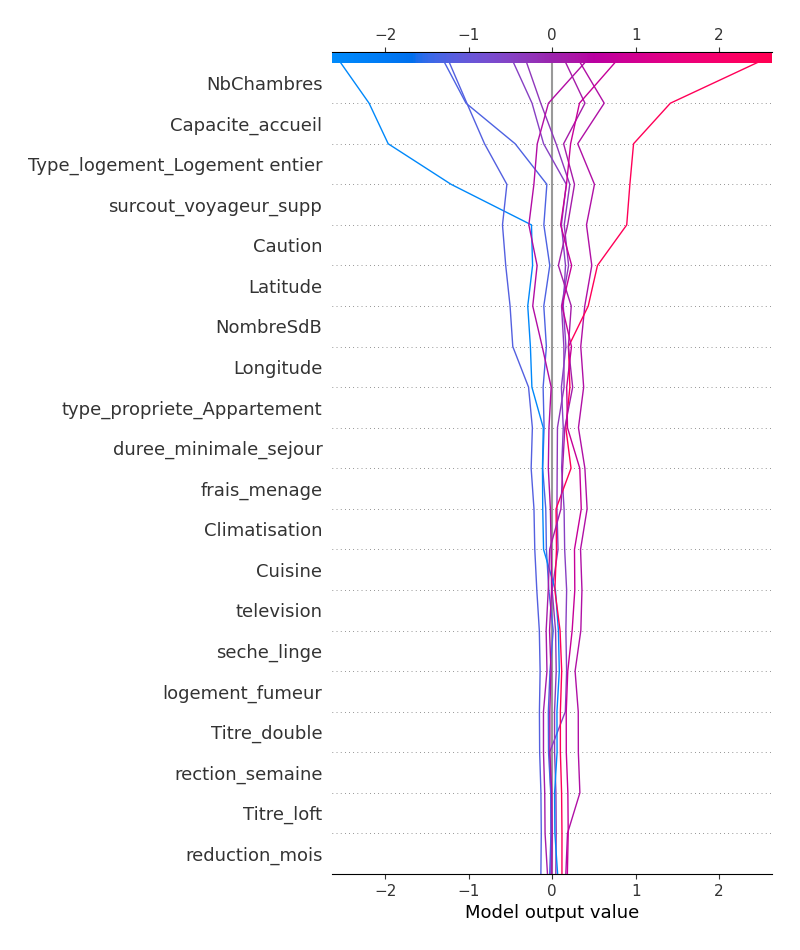 −2 −1 0 1 2
NbChambres
Capacite_accueil
Type_logement_Logement entier
surcout_voyageur_supp
Caution
Latitude
NombreSdB
Longitude
type_propriete_Appartement
duree_minimale_sejour
frais_menage
Climatisation
Cuisine
television
seche_linge
logement_fumeur
Titre_double
rection_semaine
Titre_loft
reduction_mois
−2 −1 0 1 2
Model output value